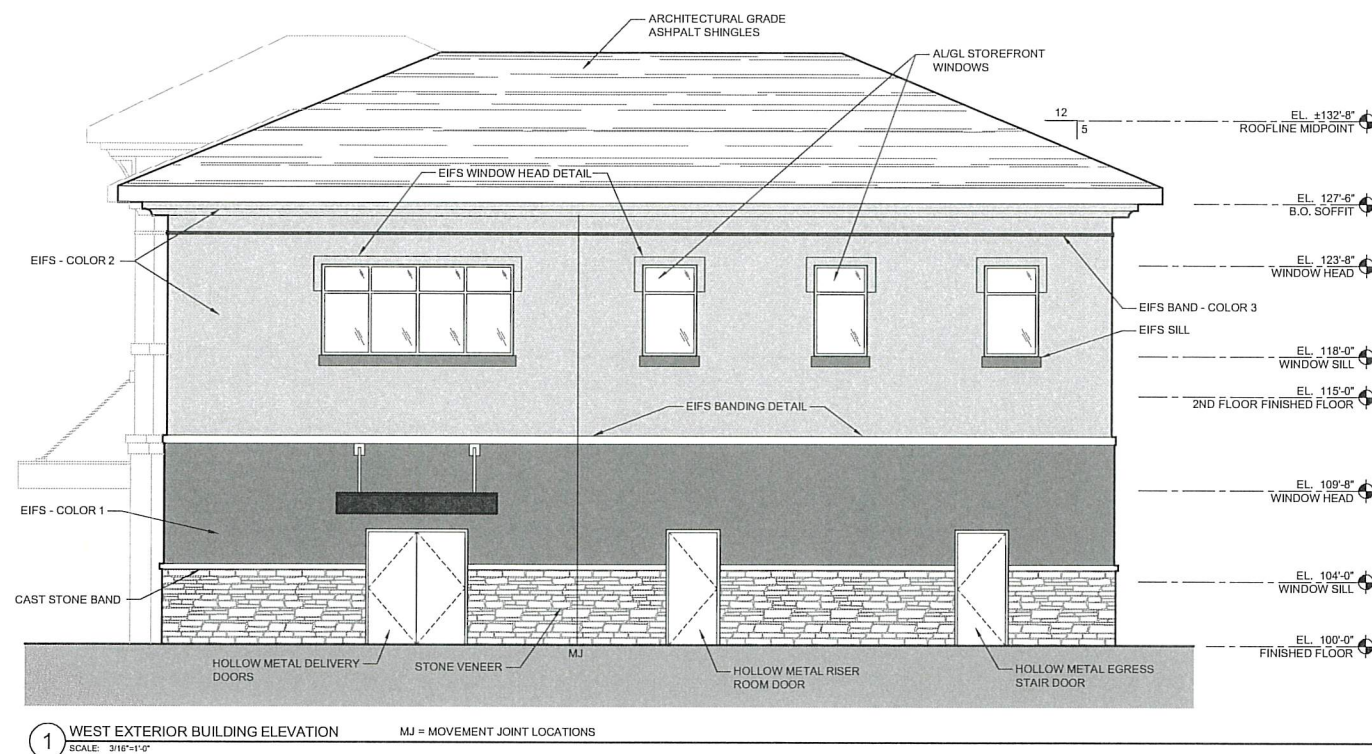 ARCHITECTURAL GRADE
ASHPALT SHINGLES
AL/GL STOREFRONT
WINDOWS
12
5
EL. ±132'-8"
ROOFLINE MIDPOINT
EIFS WINDOW HEAD DETAIL
EL. 127'-6"
B.O. SOFFIT
EIFS - COLOR 2
EL. 123'-8"
WINDOW HEAD
EIFS BAND - COLOR 3
EIFS SILL
EL. 118'-0"
WINDOW SILL
EL. 115'-0"
2ND FLOOR FINISHED FLOOR
EIFS BANDING DETAIL
EL. 109'-8"
WINDOW HEAD
EIFS - COLOR 1
EL. 104'-0"
WINDOW SILL
CAST STONE BAND
EL. 100'-0"
FINISHED FLOOR
MJ
HOLLOW METAL DELIVERY
DOORS
STONE VENEER
HOLLOW METAL RISER
ROOM DOOR
HOLLOW METAL EGRESS
STAIR DOOR
1
WEST EXTERIOR BUILDING ELEVATION
MJ = MOVEMENT JOINT LOCATIONS
SCALE: 3/16"=1'-0"